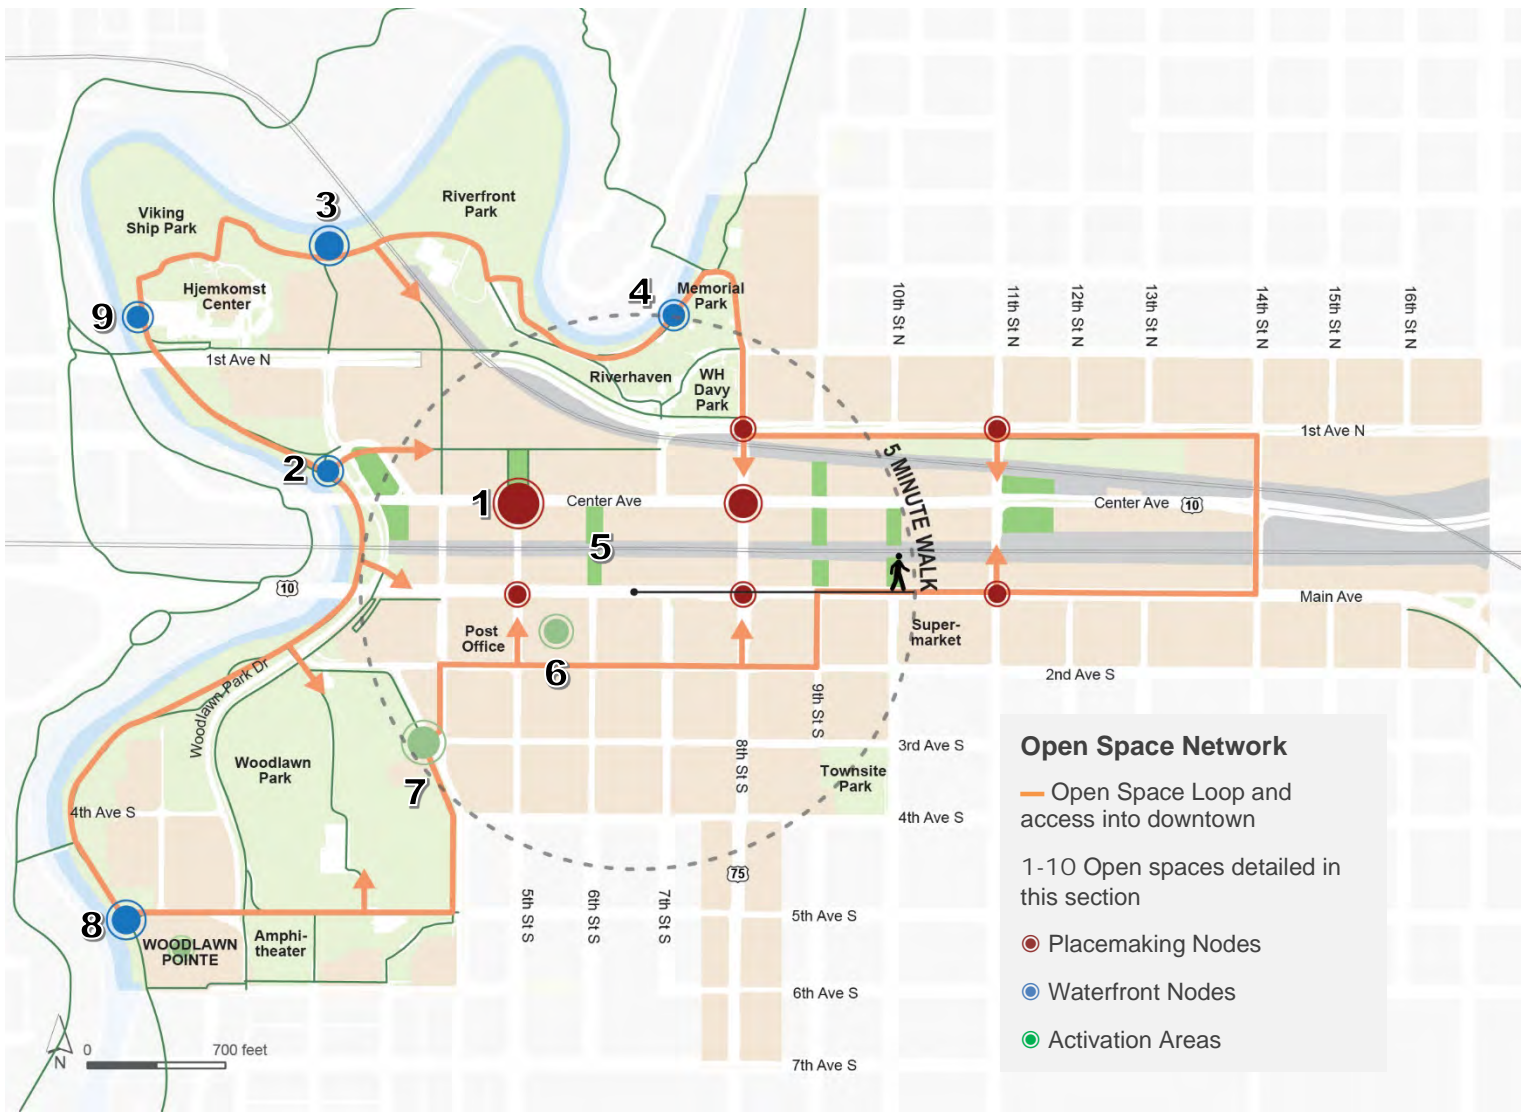 3
Riverfront
Park
Viking
Ship Park
4
Memorial
Park
Hjemkomst
Center
9
10th St N
11th St N
12th St N
13th St N
14th St N
15th St N
16th St N
1st Ave N
Riverhaven
WH
Davy
Park
1st Ave N
2
5 MINUTE WALK
1
Center Ave
Center Ave
10
5
10
Main Ave
Post
Office
Super-
market
6
2nd Ave S
Woodlawn Park Dr
9th St S
8th St S
3rd Ave S
Woodlawn
Park
7
Townsite
Park
4th Ave S
4th Ave S
75
5th St S
6th St S
7th St S
5th Ave S
8
WOODLAWN
POINTE
Amphi-
theater
6th Ave S
7th Ave S
N
0
700 feet
Open Space Network
Open Space Loop and
access into downtown
1-10 Open spaces detailed in
this section
Placemaking Nodes
Waterfront Nodes
Activation Areas